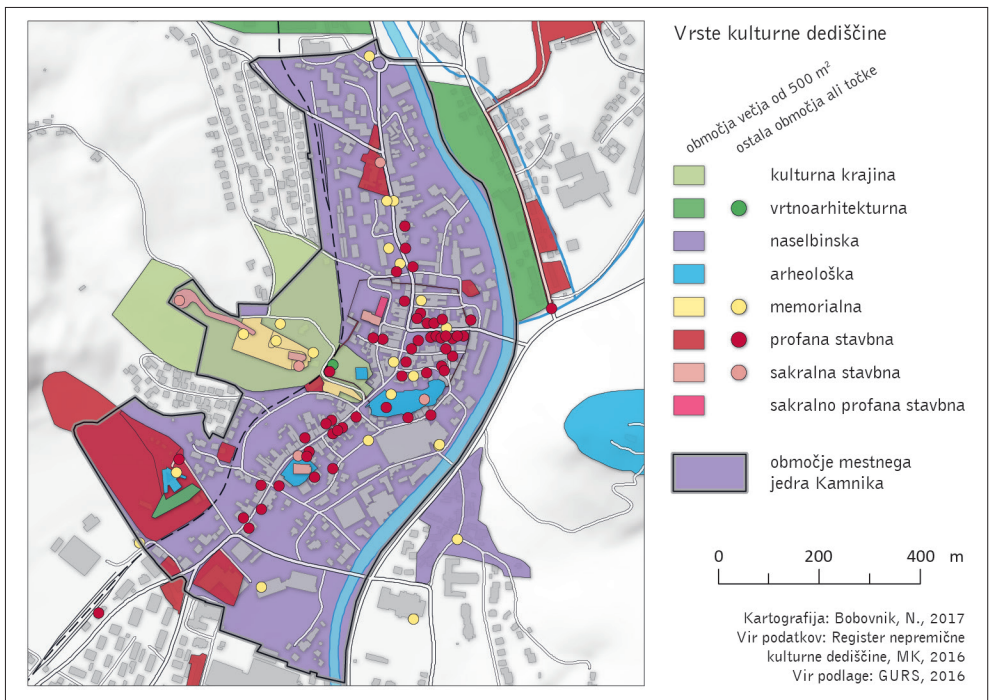 Vrste kulturne dediščine
območja večja od 500 m²
ostala območja ali točke
kulturna krajina
vrtnoarhitekturna
naselbinska
arheološka
memorialna
profana stavbna
sakralna stavbna
sakralno profana stavbna
območje mestnega
jedra Kamnika
0 200 400 m
Kartografija: Bobovnik, N., 2017
Vir podatkov: Register nepremične
kulturne dediščine, MK, 2016
Vir podlage: GURS, 2016